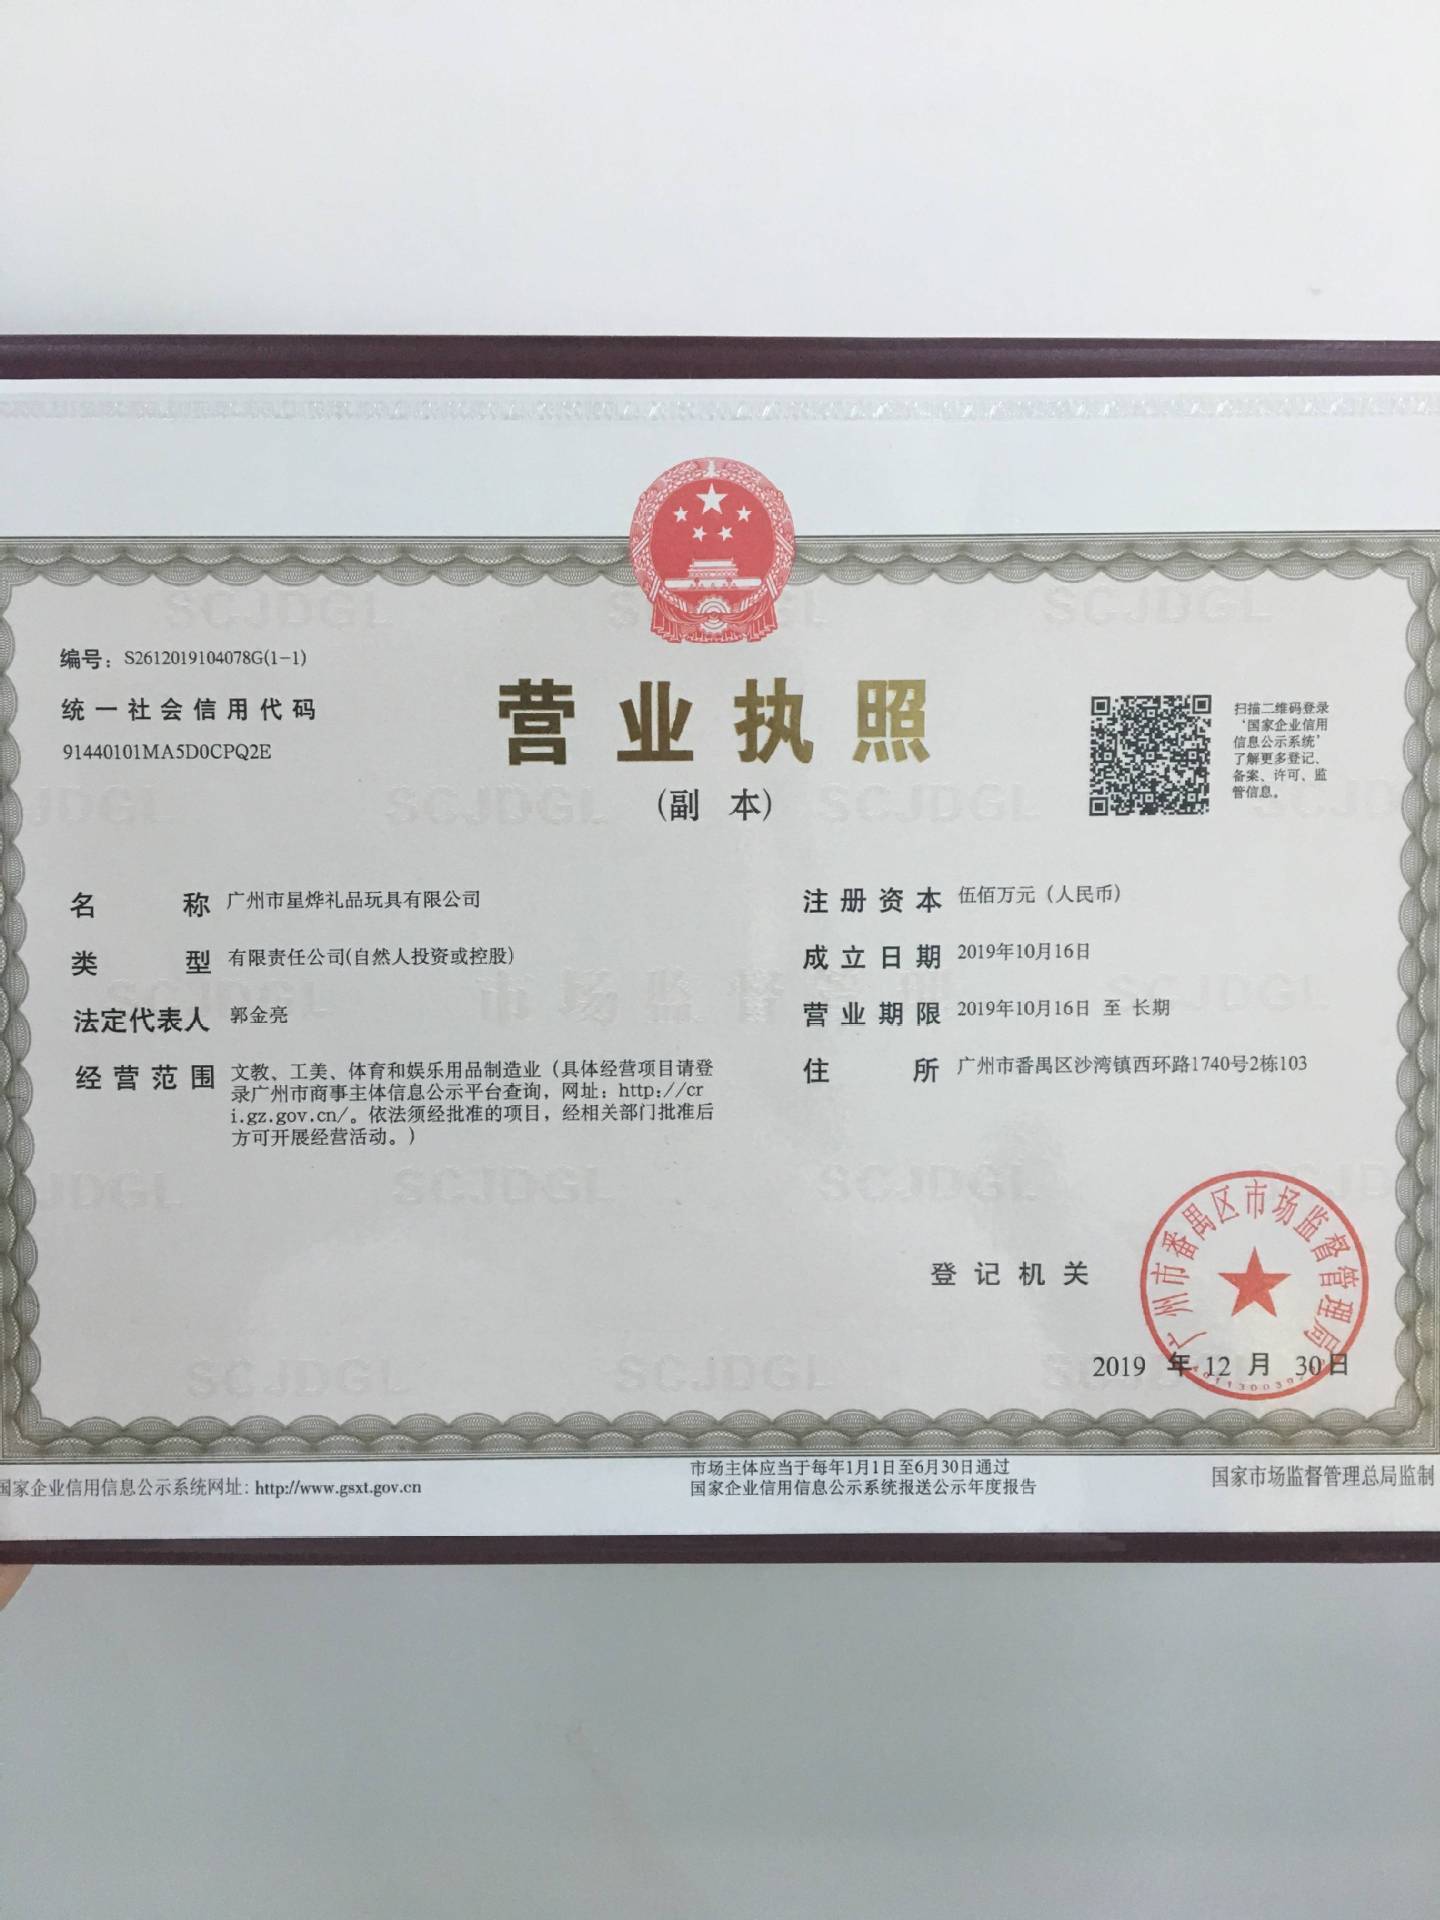 编号：S2612019104078G(1-1)
统一社会信用代码
91440101MA5D0CPQ2E
营业执照
(副 本)
扫描二维码登录
‘国家企业信用
信息公示系统’
了解更多登记、
备案、许可、监
管信息。
名 称 广州市星烨礼品玩具有限公司
类 型 有限责任公司(自然人投资或控股)
法定代表人 郭金亮
经营范围 文教、工美、体育和娱乐用品制造业（具体经营项目请登
录广州市商事主体信息公示平台查询，网址：http://cr
i.gz.gov.cn/。依法须经批准的项目，经相关部门批准后
方可开展经营活动。）
注册资本 伍佰万元（人民币）
成立日期 2019年10月16日
营业期限 2019年10月16日 至 长期
住 所 广州市番禺区沙湾镇西环路1740号2栋103
登记机关
广州市番禺区市场监督管理局
2019 年 12 月 30日
国家企业信用信息公示系统网址：http://www.gsxt.gov.cn
市场主体应当于每年1月1日至6月30日通过
国家企业信用信息公示系统报送公示年度报告
国家市场监督管理总局监制
SCJDGL
市场监督管理